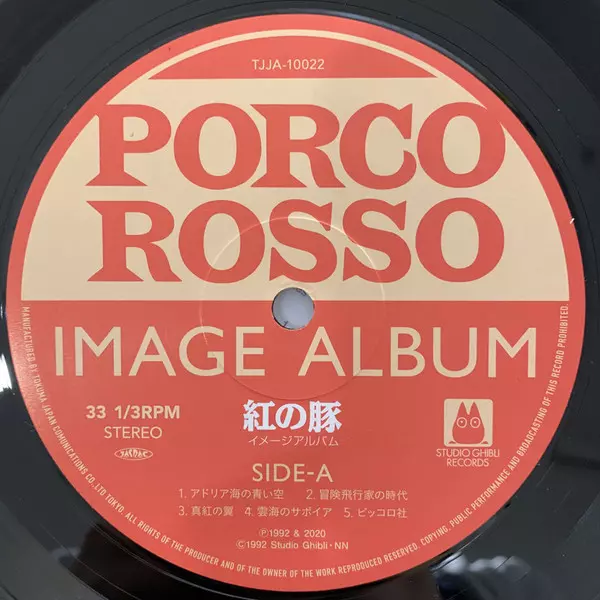 TJJA-10022
PORCO
ROSSO
IMAGE ALBUM
33 1/3RPM
STEREO
JASRAC
紅の豚
イメージアルバム
STUDIO GHIBLI
RECORDS
SIDE-A
1. アドリア海の青い空 2. 冒険飛行家の時代
3. 真紅の翼 4. 雲海のサボイア 5. ピッコロ社
Ⓟ1992 & 2020
©1992 Studio Ghibli・NN
MANUFACTURED BY TOKUMA JAPAN COMUNICATIONS CO., LTD TOKYO. ALL RIGHTS OF THE PRODUCER AND OF THE OWNER OF THE WORK REPRODUCED RESERVED. COPYING, PUBLIC PERFORMANCE AND BROADCASTING OF THIS RECORD PROHIBITED.